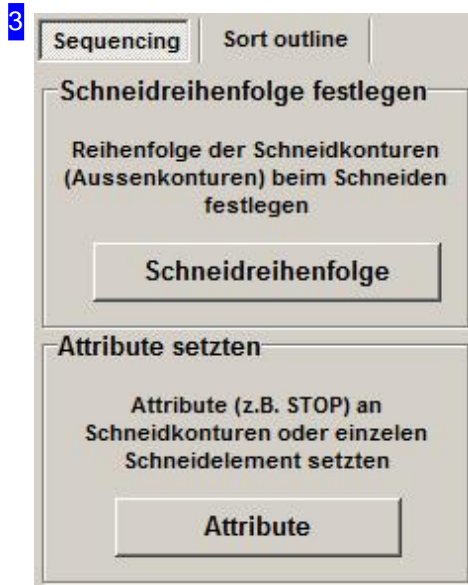 3
Sequencing Sort outline
Schneidreihenfolge festlegen
Reihenfolge der Schneidkonturen
(Aussenkonturen) beim Schneiden
festlegen
Schneidreihenfolge
Attribute setzten
Attribute (z.B. STOP) an
Schneidkonturen oder einzelen
Schneidelement setzten
Attribute